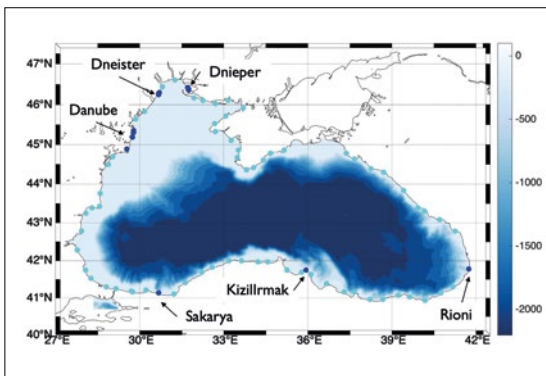 Dneister
Dnieper
Danube
Kizillrmak
Sakarya
Rioni
47°N
46°N
45°N
44°N
43°N
42°N
41°N
40°N
27°E
30°E
33°E
36°E
39°E
42°E
0
-500
-1000
-1500
-2000